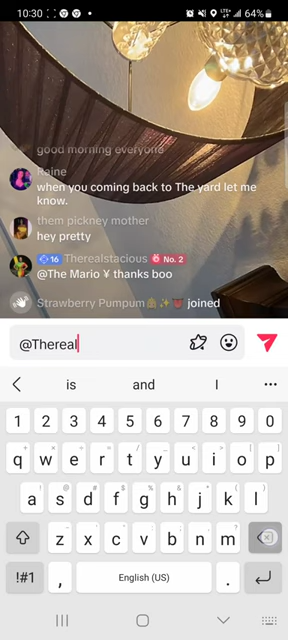 10:30
LTE+
64%
good morning everyone
Raine
when you coming back to The yard let me
know.
them pickney mother
hey pretty
16 Therealstacious No. 2
@The Mario ¥ thanks boo
Strawberry Pumpum joined
@Thereal
is and I
1 2 3 4 5 6 7 8 9 0
q w e r t y u i o p
a s d f g h j k l
z x c v b n m
!#1 , English (US) .